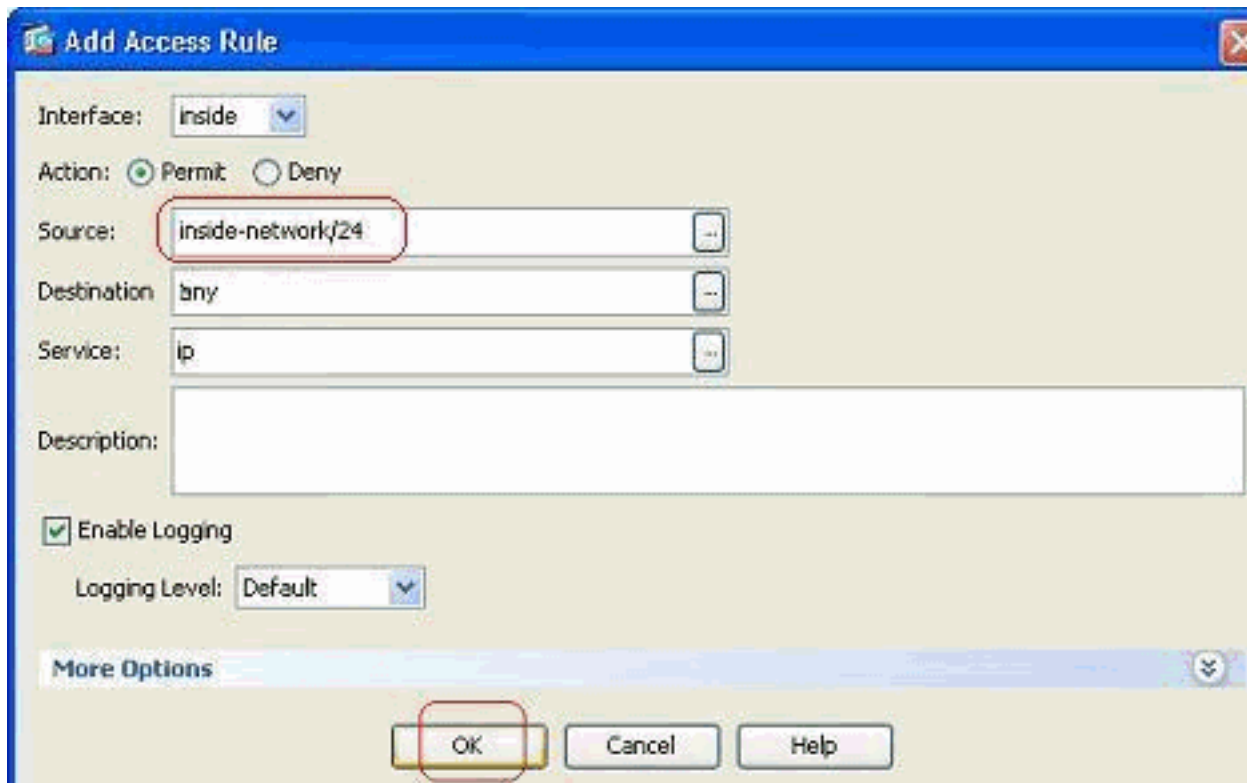 Add Access Rule
Interface: inside
Action: Permit Deny
Source: inside-network/24 ...
Destination any ...
Service: ip ...
Description:
Enable Logging
Logging Level: Default
More Options
OK Cancel Help